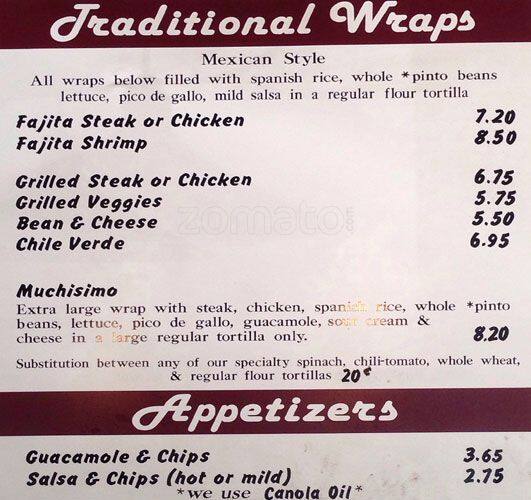 Traditional Wraps
Mexican Style
All wraps below filled with spanish rice, whole *pinto beans
lettuce, pico de gallo, mild salsa in a regular flour tortilla
Fajita Steak or Chicken 7.20
Fajita Shrimp 8.50
Grilled Steak or Chicken 6.75
Grilled Veggies 5.75
zomato.com
Bean & Cheese 5.50
Chile Verde 6.95
Muchisimo
Extra large wrap with steak, chicken, spanish rice, whole *pinto
beans, lettuce, pico de gallo, guacamole, sour cream &
cheese in a large regular tortilla only. 8.20
Substitution between any of our specialty spinach, chili-tomato, whole wheat,
& regular flour tortillas 20¢
Appetizers
Guacamole & Chips 3.65
Salsa & Chips (hot or mild) 2.75
*we use Canola Oil*